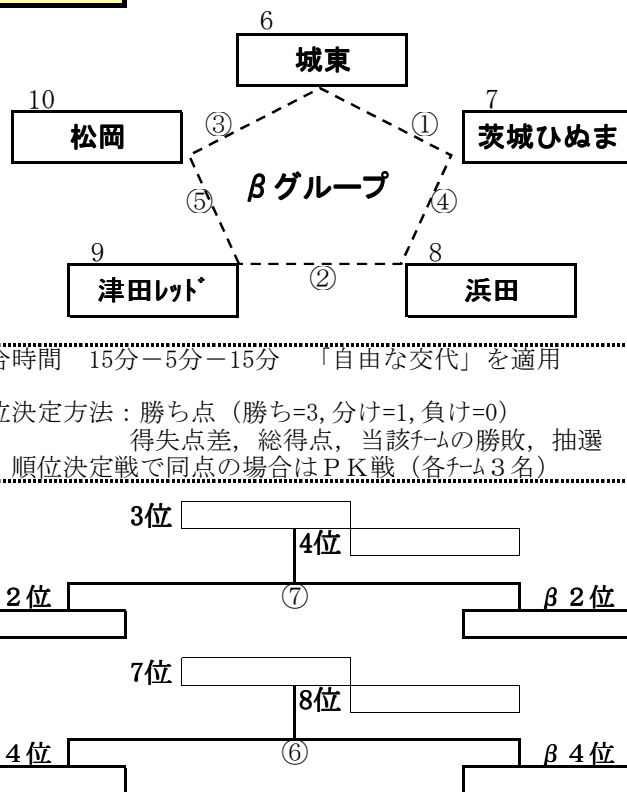 6
城東
10
7
松岡
③
①
茨城ひぬま
βグループ
⑤
④
9
8
津田ﾚｯﾄﾞ
②
浜田
合時間 15分－5分－15分 「自由な交代」を適用
位決定方法：勝ち点（勝ち=3,分け=1,負け=0）
得失点差，総得点，当該ﾁｰﾑの勝敗，抽選
順位決定戦で同点の場合はＰＫ戦（各ﾁｰﾑ３名）
3位
4位
２位
⑦
β２位
7位
8位
４位
⑥
β４位